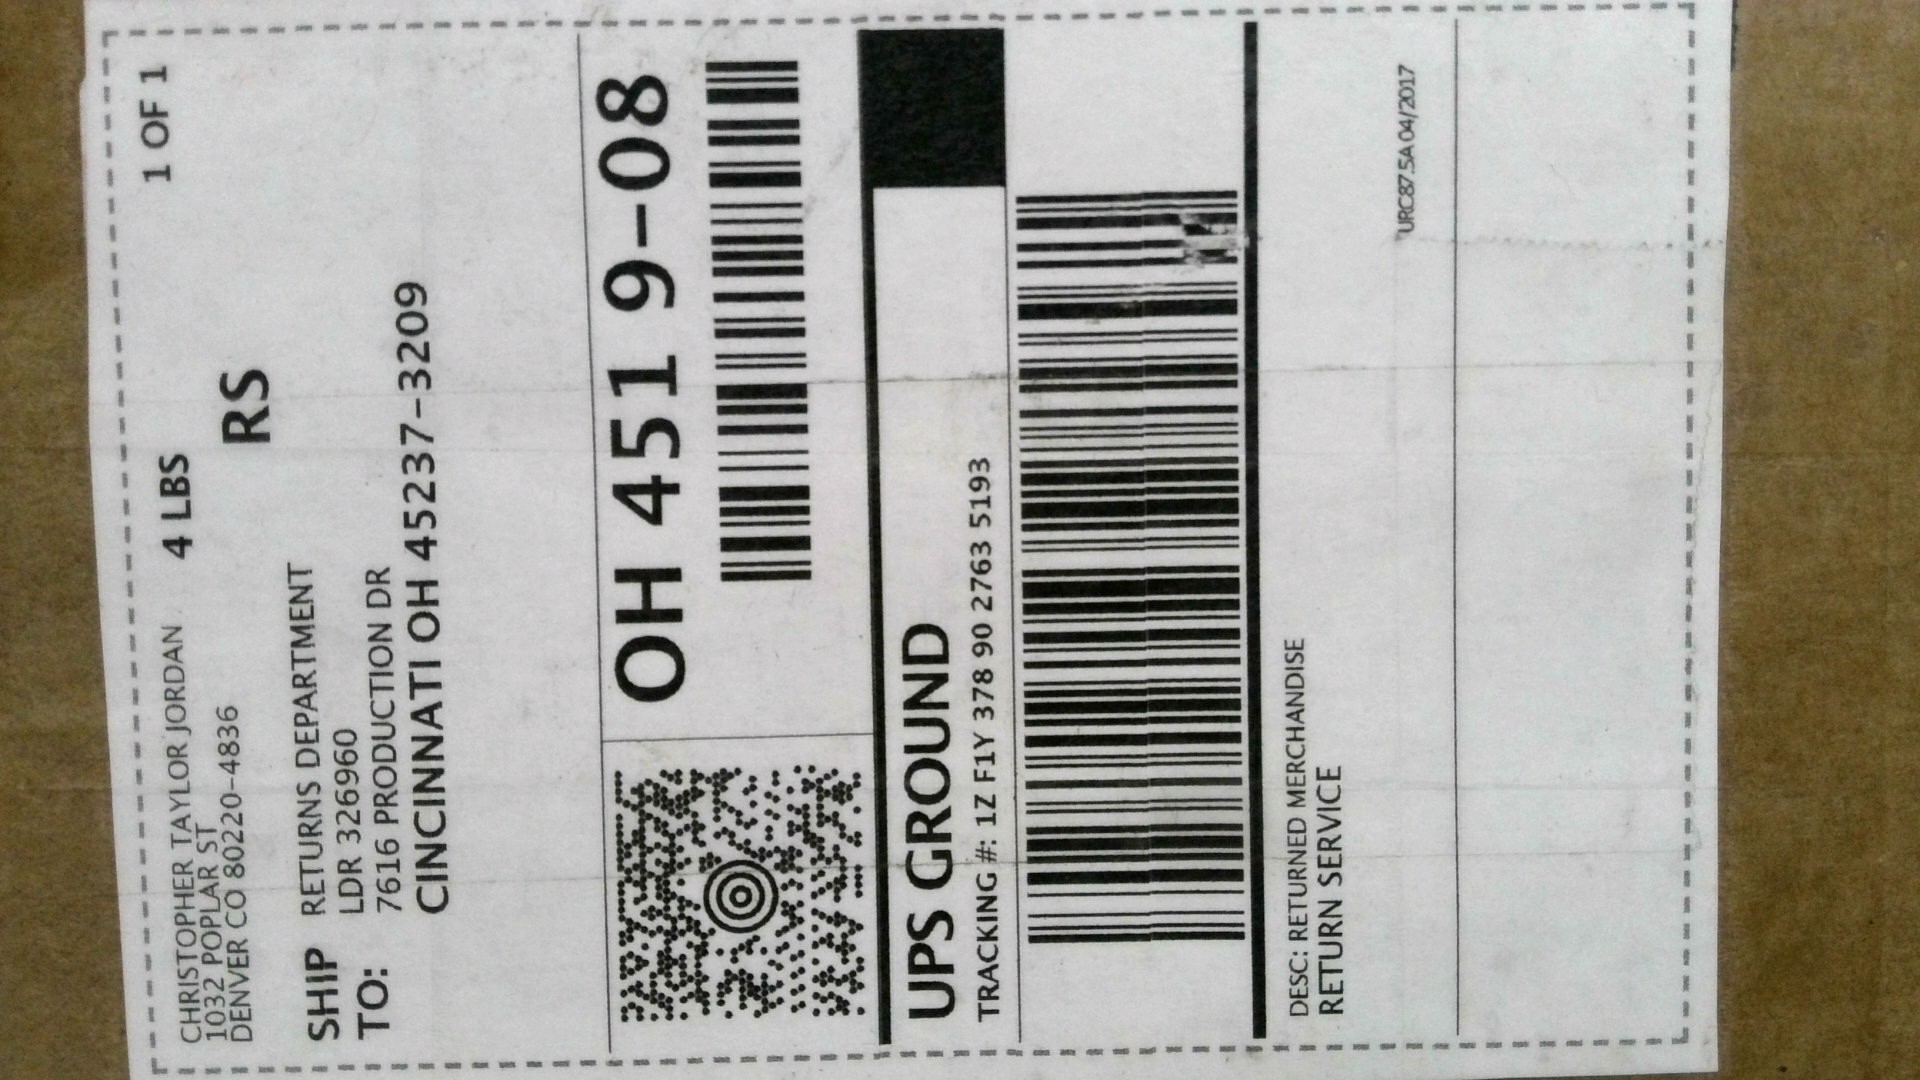 CHRISTOPHER TAYLOR JORDAN 4 LBS 1 OF 1
1032 POPLAR ST
DENVER CO 80220-4836
RS
SHIP RETURNS DEPARTMENT
TO: LDR 326960
7616 PRODUCTION DR
CINCINNATI OH 45237-3209
OH 451 9-08
UPS GROUND
TRACKING #: 1Z F1Y 378 90 2763 5193
DESC: RETURNED MERCHANDISE
RETURN SERVICE
URC87.5A 04/2017